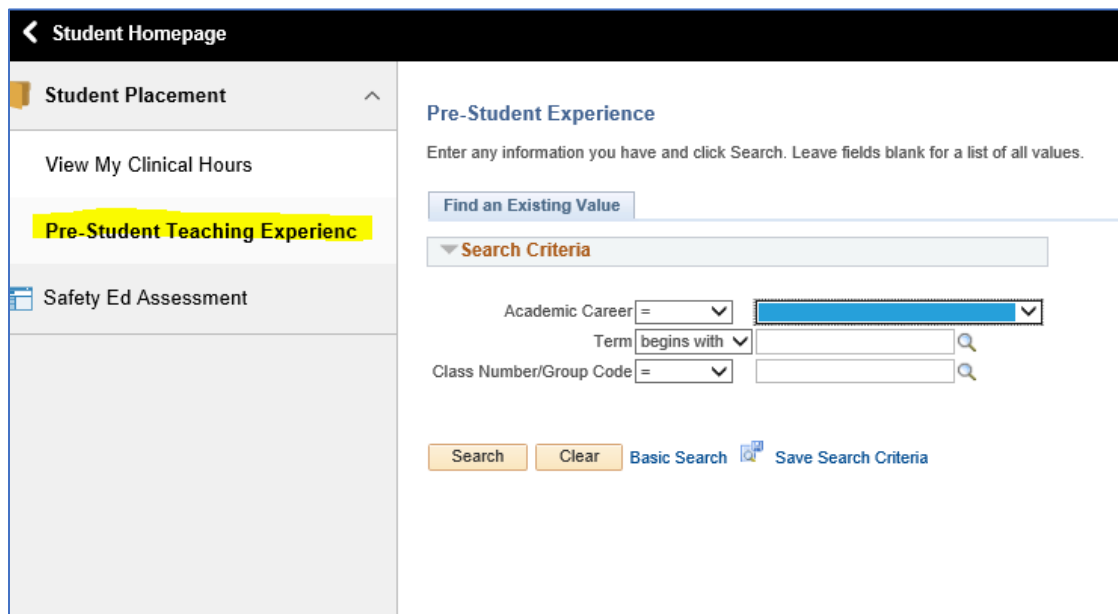 Student Homepage
Student Placement
View My Clinical Hours
Pre-Student Teaching Experienc
Safety Ed Assessment
Pre-Student Experience
Enter any information you have and click Search. Leave fields blank for a list of all values.
Find an Existing Value
Search Criteria
Academic Career =
Term begins with
Class Number/Group Code =
Search Clear Basic Search Save Search Criteria